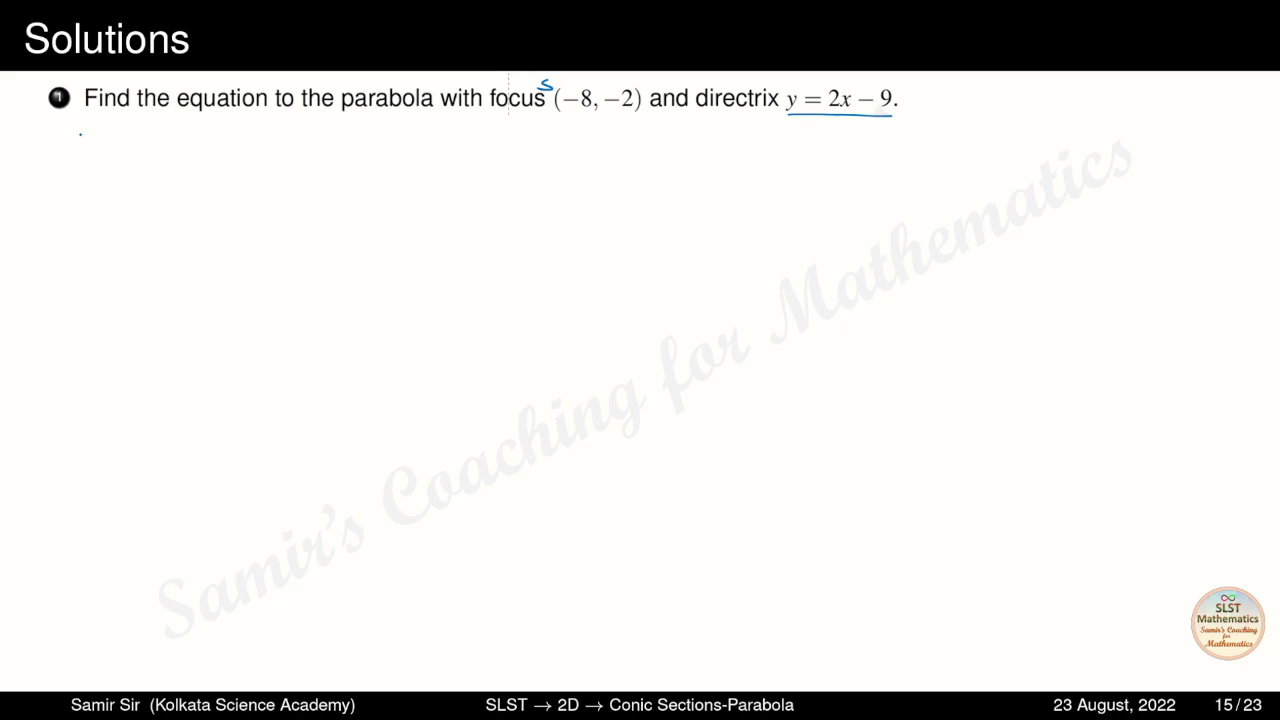 Solutions
1 Find the equation to the parabola with focus S (−8, −2) and directrix y = 2x − 9.
Samir's Coaching for Mathematics
SLST
Mathematics
Samir's Coaching
for
Mathematics
Samir Sir (Kolkata Science Academy) SLST → 2D → Conic Sections-Parabola 23 August, 2022 15 / 23